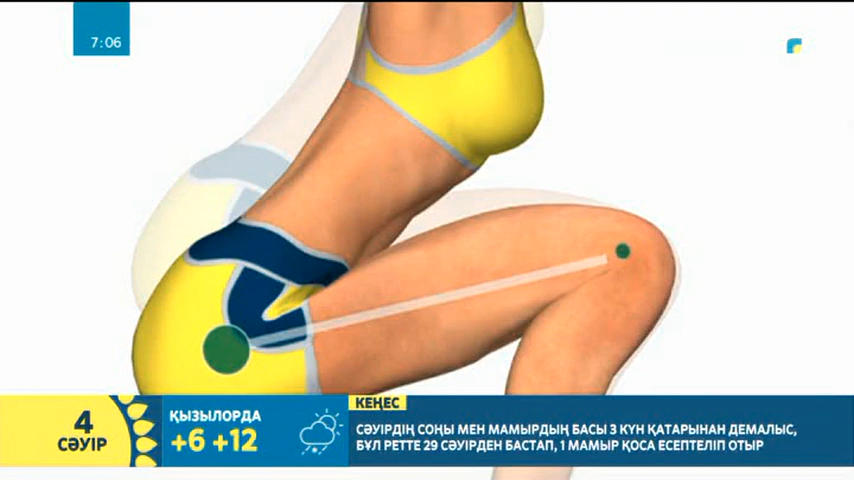 7:06
4
СӘУІР
ҚЫЗЫЛОРДА
+6 +12
КЕҢЕС
СӘУІРДІҢ СОҢЫ МЕН МАМЫРДЫҢ БАСЫ 3 КҮН ҚАТАРЫНАН ДЕМАЛЫС,
БҰЛ РЕТТЕ 29 СӘУІРДЕН БАСТАП, 1 МАМЫР ҚОСА ЕСЕПТЕЛІП ОТЫР